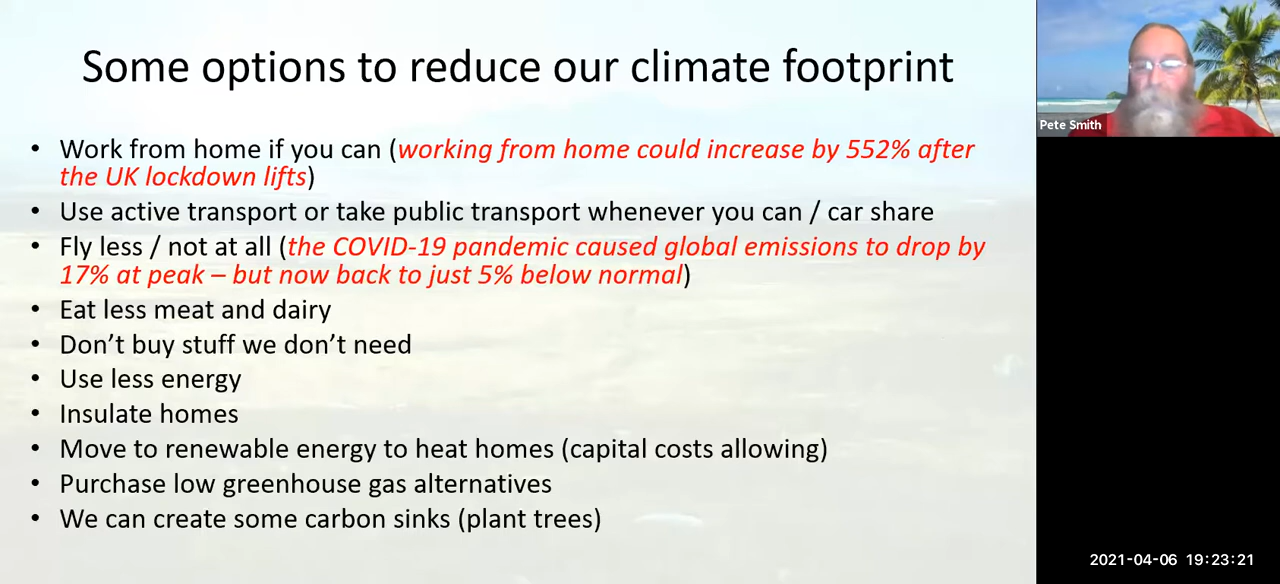 Some options to reduce our climate footprint
• Work from home if you can (working from home could increase by 552% after
the UK lockdown lifts)
• Use active transport or take public transport whenever you can / car share
• Fly less / not at all (the COVID-19 pandemic caused global emissions to drop by
17% at peak – but now back to just 5% below normal)
• Eat less meat and dairy
• Don’t buy stuff we don’t need
• Use less energy
• Insulate homes
• Move to renewable energy to heat homes (capital costs allowing)
• Purchase low greenhouse gas alternatives
• We can create some carbon sinks (plant trees)
Pete Smith
2021-04-06 19:23:21